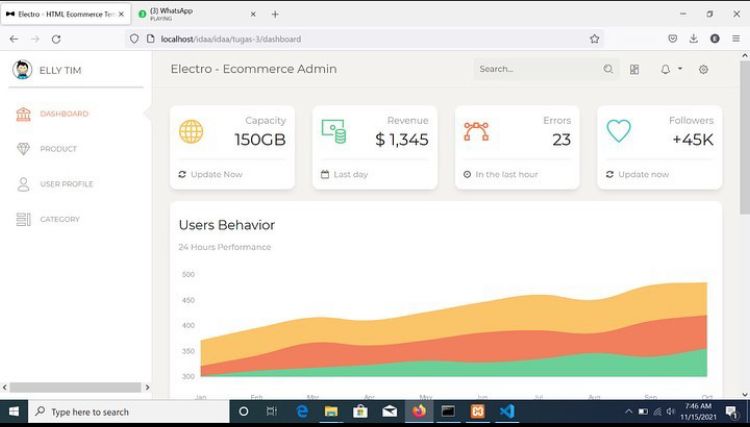 Electro - HTML Ecommerce Tem
(3) WhatsApp
PLAYING
localhost/idaa/idaa/tugas-3/dashboard
ELLY TIM
Electro - Ecommerce Admin
Search...
DASHBOARD
PRODUCT
USER PROFILE
CATEGORY
Capacity
150GB
Update Now
Revenue
$ 1,345
Last day
Errors
23
In the last hour
Followers
+45K
Update now
Users Behavior
24 Hours Performance
500
450
400
350
300
Jan Feb Mar Apr May Jun Jul Aug Sep Oct
Type here to search
7:46 AM
11/15/2021